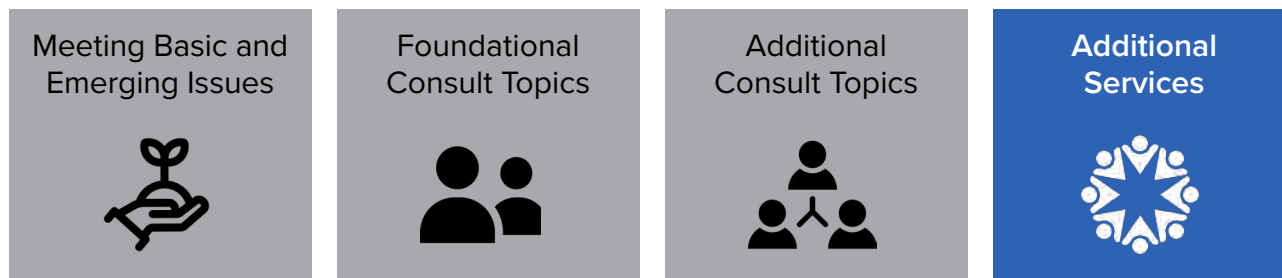 Meeting Basic and
Emerging Issues
Foundational
Consult Topics
Additional
Consult Topics
Additional
Services